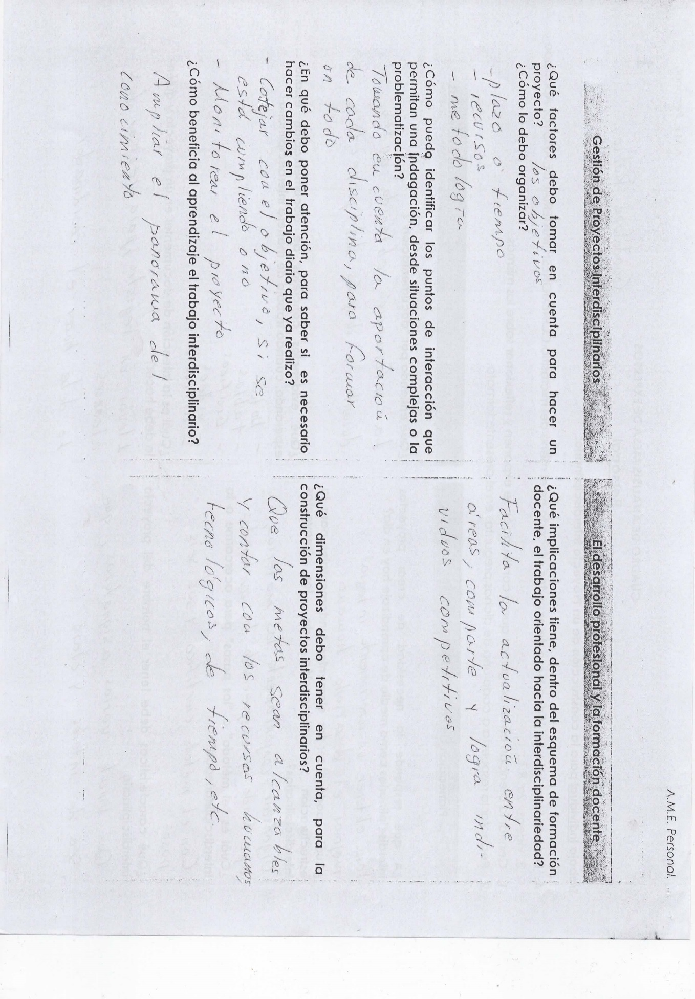 A.M.E. Personal.
Gestión de Proyectos Interdisciplinarios
¿Qué factores debo tomar en cuenta para hacer un
proyecto? los objetivos
¿Cómo lo debo organizar?
- plazo o tiempo
- recursos
- metodología
¿Cómo puedo identificar los puntos de interacción que
permitan una indagación, desde situaciones complejas o la
problematización?
Tomando en cuenta la aportación
de cada disciplina, para formar
un todo
¿En qué debo poner atención, para saber si es necesario
hacer cambios en el trabajo diario que ya realizo?
- Cotejar con el objetivo, si se
está cumpliendo o no
- Monitorear el proyecto
¿Cómo beneficia al aprendizaje el trabajo interdisciplinario?
Ampliar el panorama del
conocimiento
El desarrollo profesional y la formación docente
¿Qué implicaciones tiene, dentro del esquema de formación
docente, el trabajo orientado hacia la interdisciplinariedad?
Facilita la actualización entre
áreas, comparte y logra indi-
viduos competitivos
¿Qué dimensiones debo tener en cuenta, para la
construcción de proyectos interdisciplinarios?
Que las metas sean alcanzables
y contar con los recursos humanos,
tecnológicos, de tiempo, etc.